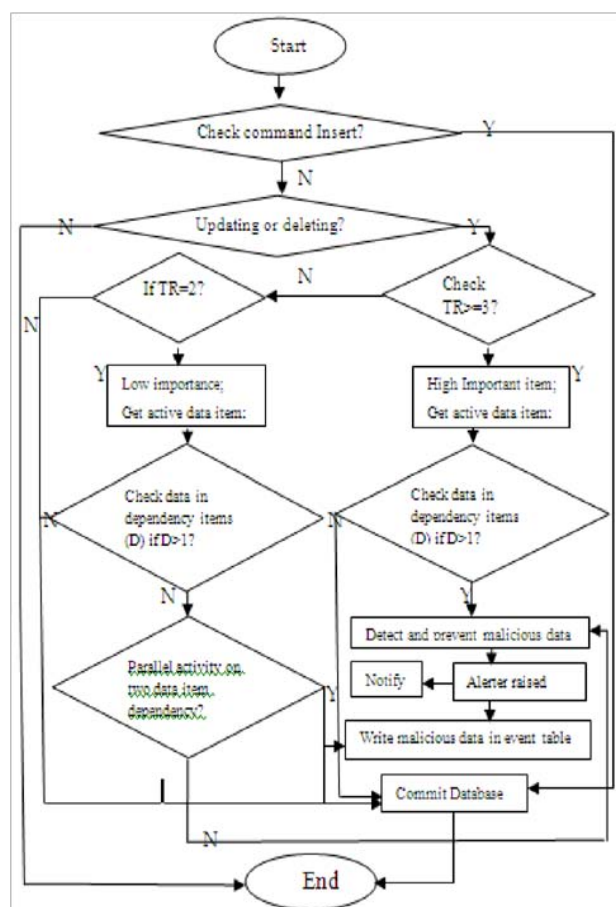 Start
Check command Insert?
Y
N
Updating or deleting?
N
Y
If TR=2?
N
Check
TR>=3?
N
Y
Low importance;
Get active data item;
High Important item;
Get active data item;
Y
Check data in
dependency items
(D) if D>1?
N
N
Check data in
dependency items
(D) if D>1?
N
Y
Detect and prevent malicious data
Parallel activity on
two data item
dependency?
Y
Notify
Alerter raised
Write malicious data in event table
Commit Database
N
End